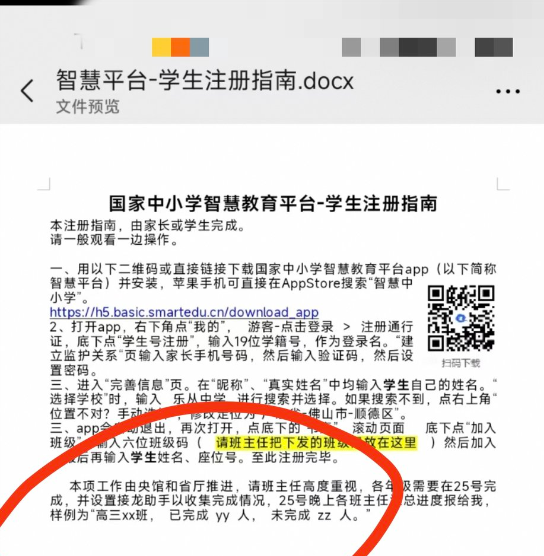 智慧平台-学生注册指南.docx
文件预览
国家中小学智慧教育平台-学生注册指南
本注册指南，由家长或学生完成。
请一般观看一边操作。
一、用以下二维码或直接链接下载国家中小学智慧教育平台app（以下简称
智慧平台）并安装，苹果手机可直接在AppStore搜索“智慧中
小学”。
https://h5.basic.smartedu.cn/download_app
2、打开app，右下角点“我的”， 游客-点击登录 > 注册通行
证，底下点“学生号注册”，输入19位学籍号，作为登录名。“建
立监护关系”页输入家长手机号码，然后输入验证码，然后设
置密码。
扫码下载
三、进入“完善信息”页。在“昵称”、“真实姓名”中均输入学生自己的姓名。“
选择学校”时，输入 乐从中学 进行搜索并选择。如果搜索不到，点右上角“
位置不对？手动选 ，修改定位为 省-佛山市-顺德区”。
三、app会 动退出，再次打开，点底下的 滚动页面 底下点“加入
班级” 输入六位班级码（ 请班主任把下发的班级 放在这里 ）然后加入
最后再输入学生姓名、座位号。至此注册完毕。
本项工作由央馆和省厅推进，请班主任高度重视，各年级需要在25号完
成，并设置接龙助手以收集完成情况，25号晚上各班主任 总进度报给我，
样例为“高三xx班， 已完成 yy 人， 未完成 zz 人。”